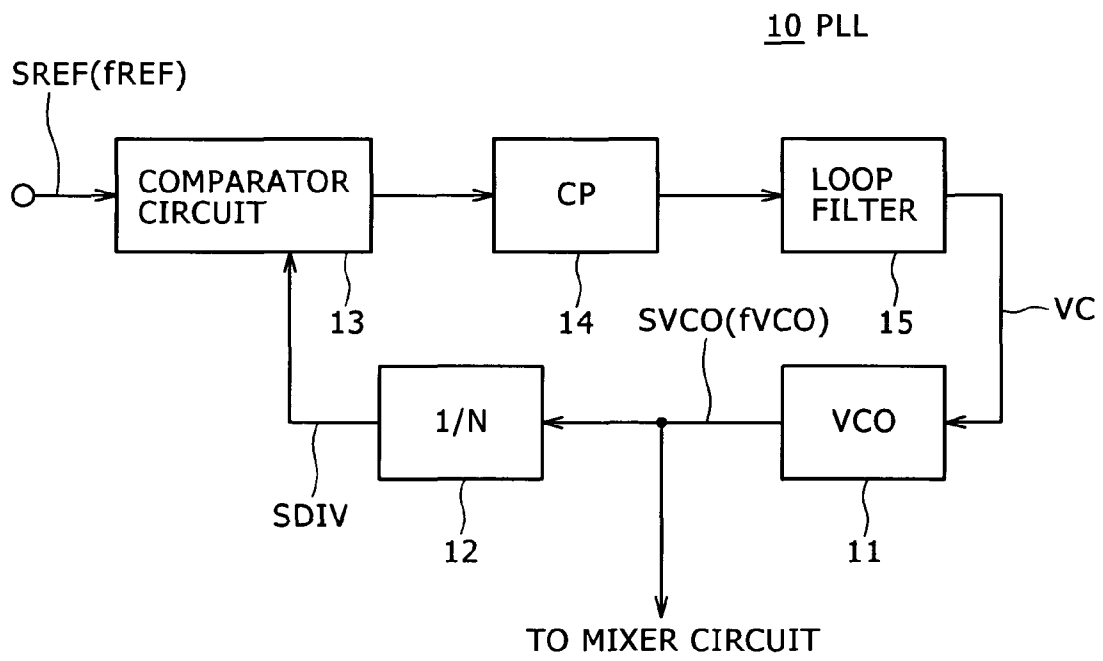 10 PLL
SREF(fREF)
COMPARATOR
CIRCUIT
CP
LOOP
FILTER
13
14
15
VC
SVCO(fVCO)
1/N
VCO
SDIV
12
11
TO MIXER CIRCUIT